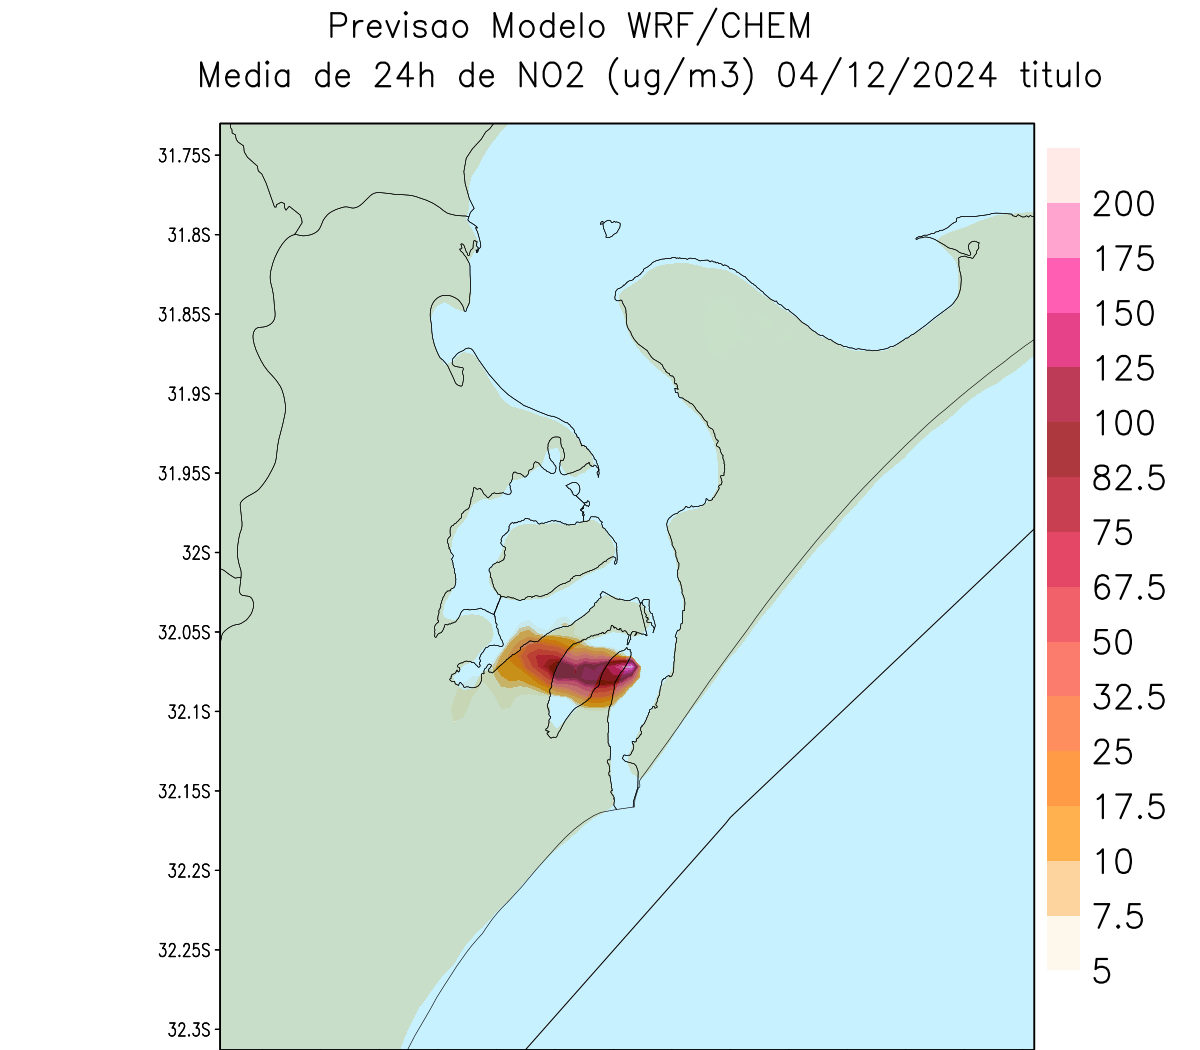 Previsao Modelo WRF/CHEM
Media de 24h de NO2 (ug/m3) 04/12/2024 titulo
31.75S
31.8S
31.85S
31.9S
31.95S
32S
32.05S
32.1S
32.15S
32.2S
32.25S
32.3S
200
175
150
125
100
82.5
75
67.5
50
32.5
25
17.5
10
7.5
5